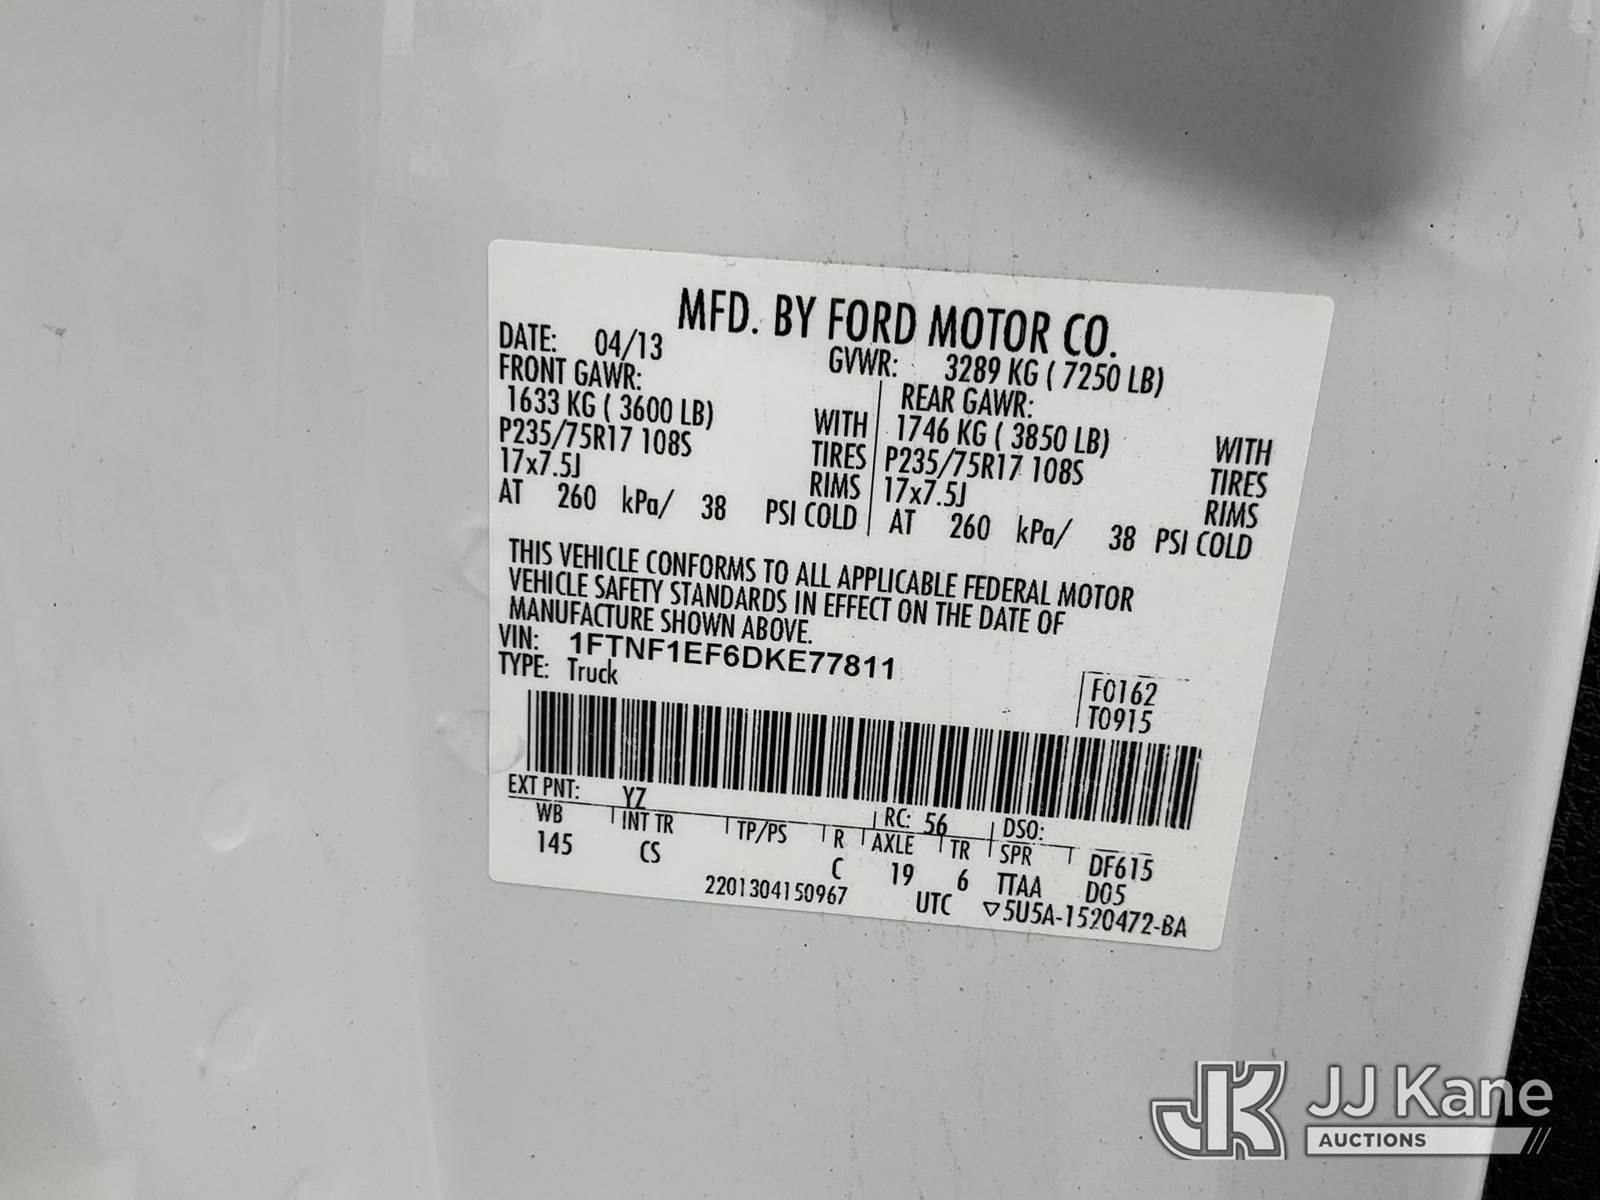 MFD. BY FORD MOTOR CO.
DATE: 04/13 GVWR: 3289 KG ( 7250 LB)
FRONT GAWR: REAR GAWR:
1633 KG ( 3600 LB) WITH 1746 KG ( 3850 LB) WITH
P235/75R17 108S TIRES P235/75R17 108S TIRES
17x7.5J RIMS 17x7.5J RIMS
AT 260 kPa/ 38 PSI COLD AT 260 kPa/ 38 PSI COLD
THIS VEHICLE CONFORMS TO ALL APPLICABLE FEDERAL MOTOR
VEHICLE SAFETY STANDARDS IN EFFECT ON THE DATE OF
MANUFACTURE SHOWN ABOVE.
VIN: 1FTNF1EF6DKE77811
TYPE: Truck F0162
T0915
EXT PNT: YZ RC: 56 DSO:
WB INT TR TP/PS R AXLE TR SPR DF615
145 CS C 19 6 TTAA D05
2201304150967 UTC ▽5U5A-1520472-BA
JK JJ Kane
AUCTIONS